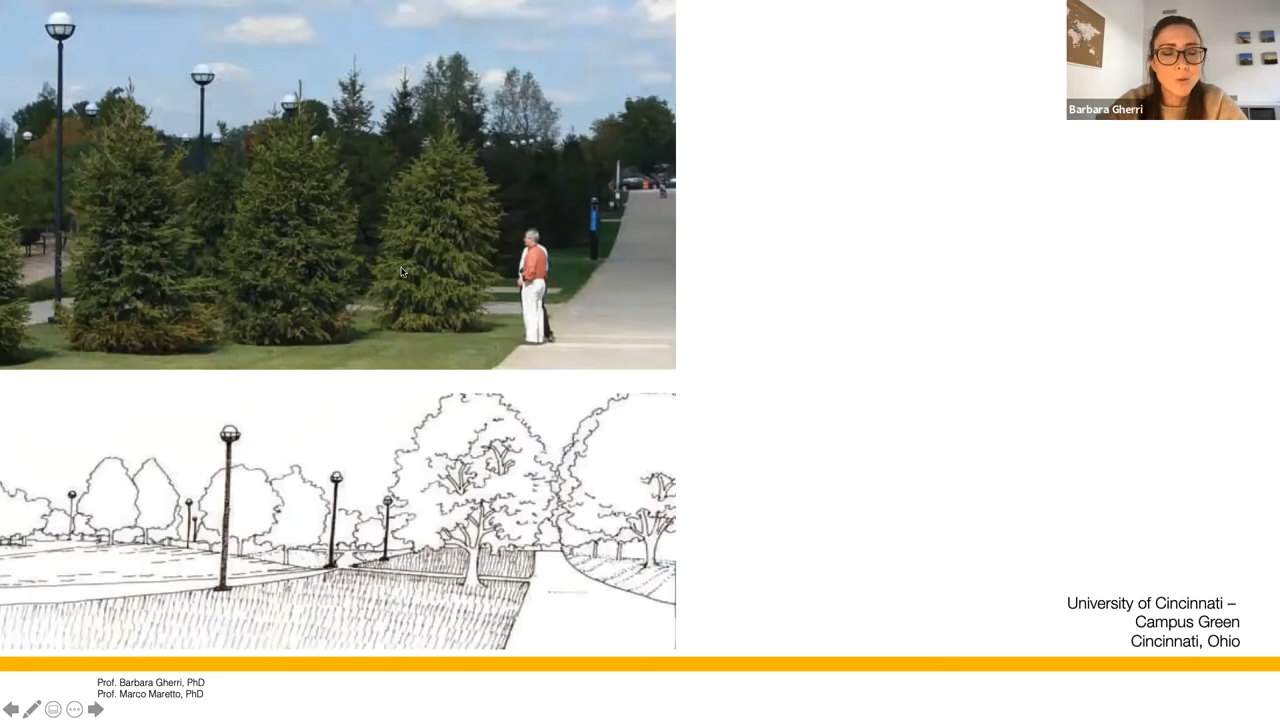 Barbara Gherri
University of Cincinnati –
Campus Green
Cincinnati, Ohio
Prof. Barbara Gherri, PhD
Prof. Marco Maretto, PhD